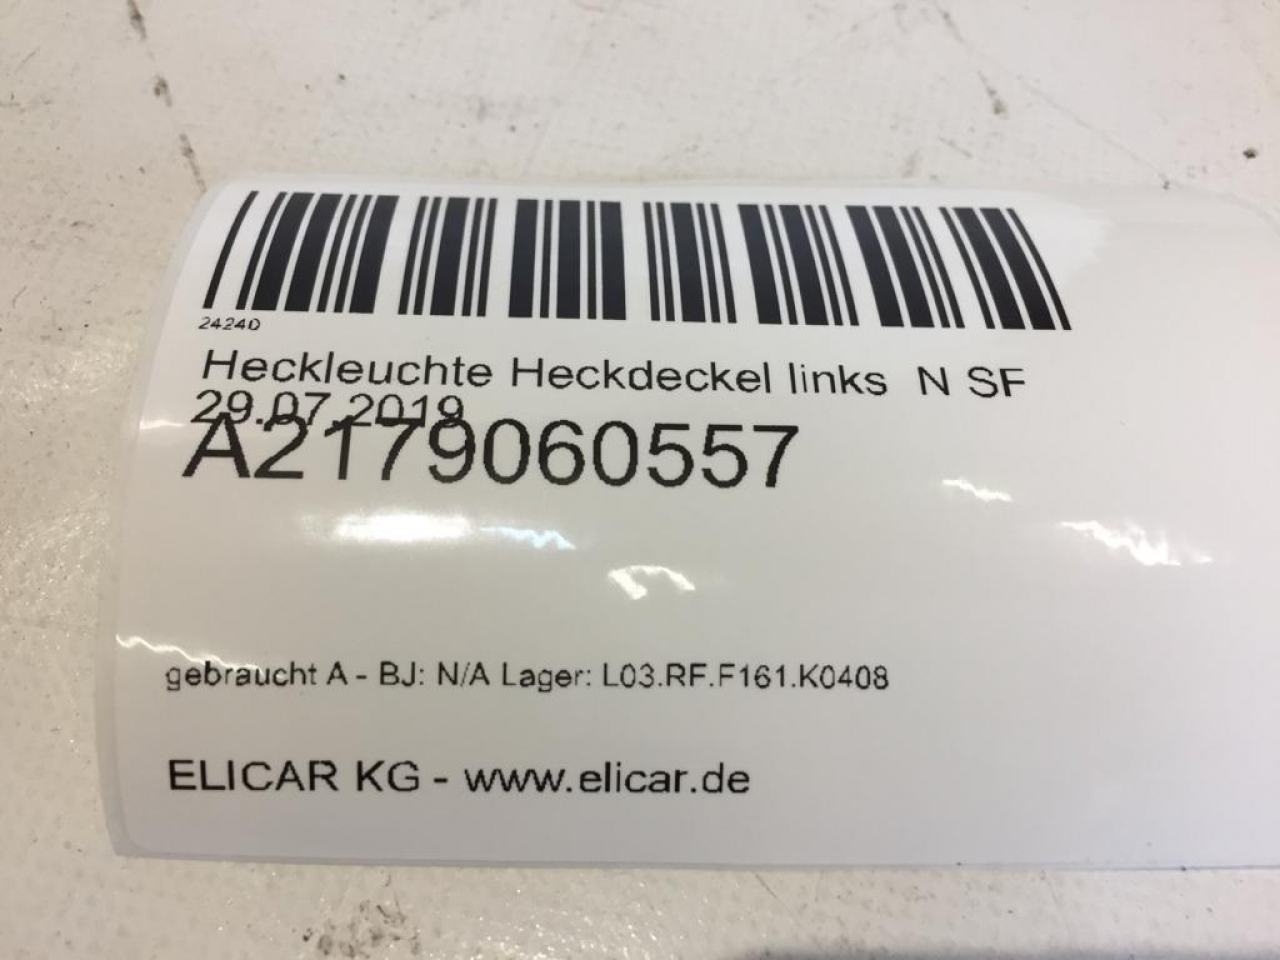 24240
Heckleuchte Heckdeckel links N SF
29.07.2019
A2179060557
gebraucht A - BJ: N/A Lager: L03.RF.F161.K0408
ELICAR KG - www.elicar.de